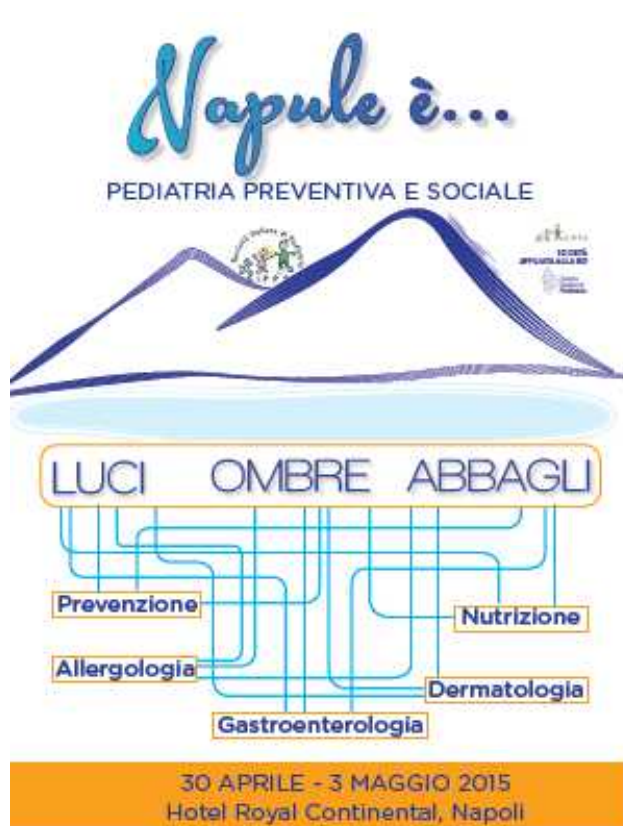 Napule è...
PEDIATRIA PREVENTIVA E SOCIALE
LUCI OMBRE ABBAGLI
Prevenzione
Nutrizione
Allergologia
Dermatologia
Gastroenterologia
30 APRILE - 3 MAGGIO 2015
Hotel Royal Continental, Napoli